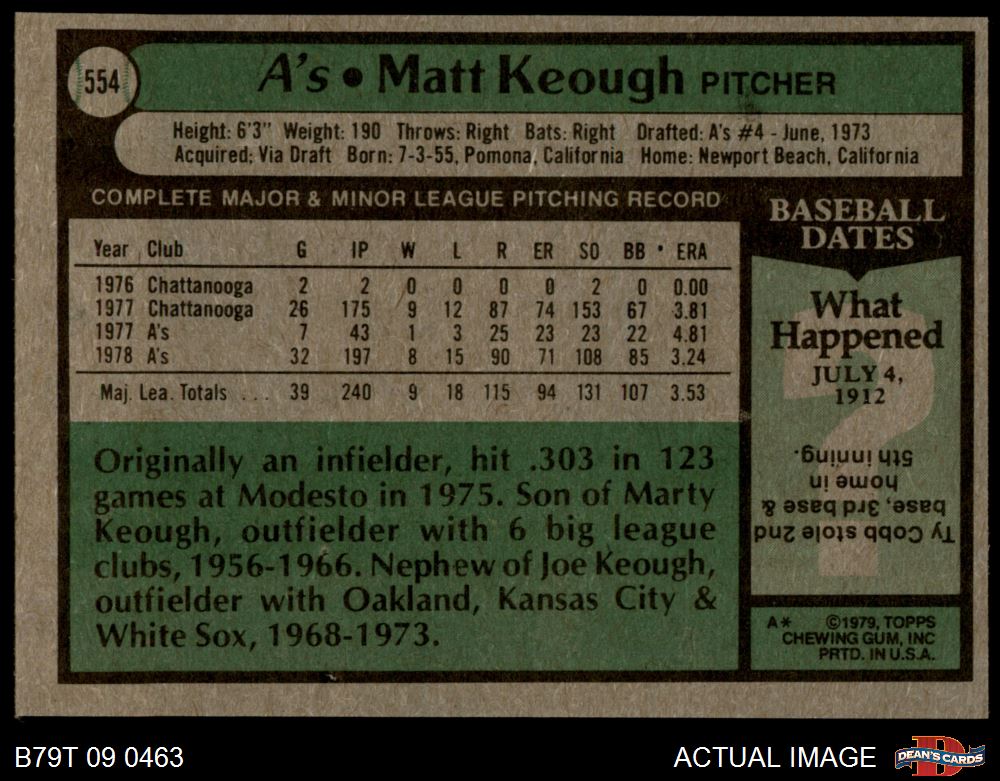 554
A's • Matt Keough PITCHER
Height: 6'3" Weight: 190 Throws: Right Bats: Right Drafted: A's #4 - June, 1973
Acquired: Via Draft Born: 7-3-55, Pomona, California Home: Newport Beach, California
COMPLETE MAJOR & MINOR LEAGUE PITCHING RECORD
Year Club G IP W L R ER SO BB • ERA
1976 Chattanooga 2 2 0 0 0 0 2 0 0.00
1977 Chattanooga 26 175 9 12 87 74 153 67 3.81
1977 A's 7 43 1 3 25 23 23 22 4.81
1978 A's 32 197 8 15 90 71 108 85 3.24
Maj. Lea. Totals ... 39 240 9 18 115 94 131 107 3.53
Originally an infielder, hit .303 in 123
games at Modesto in 1975. Son of Marty
Keough, outfielder with 6 big league
clubs, 1956-1966. Nephew of Joe Keough,
outfielder with Oakland, Kansas City &
White Sox, 1968-1973.
BASEBALL
DATES
What
Happened
JULY 4,
1912
?
Ty Cobb stole 2nd
base, 3rd base &
home in
5th inning.
A* ©1979, TOPPS
CHEWING GUM, INC
PRTD. IN U.S.A.
B79T 09 0463
ACTUAL IMAGE
D
DEAN'S CARDS